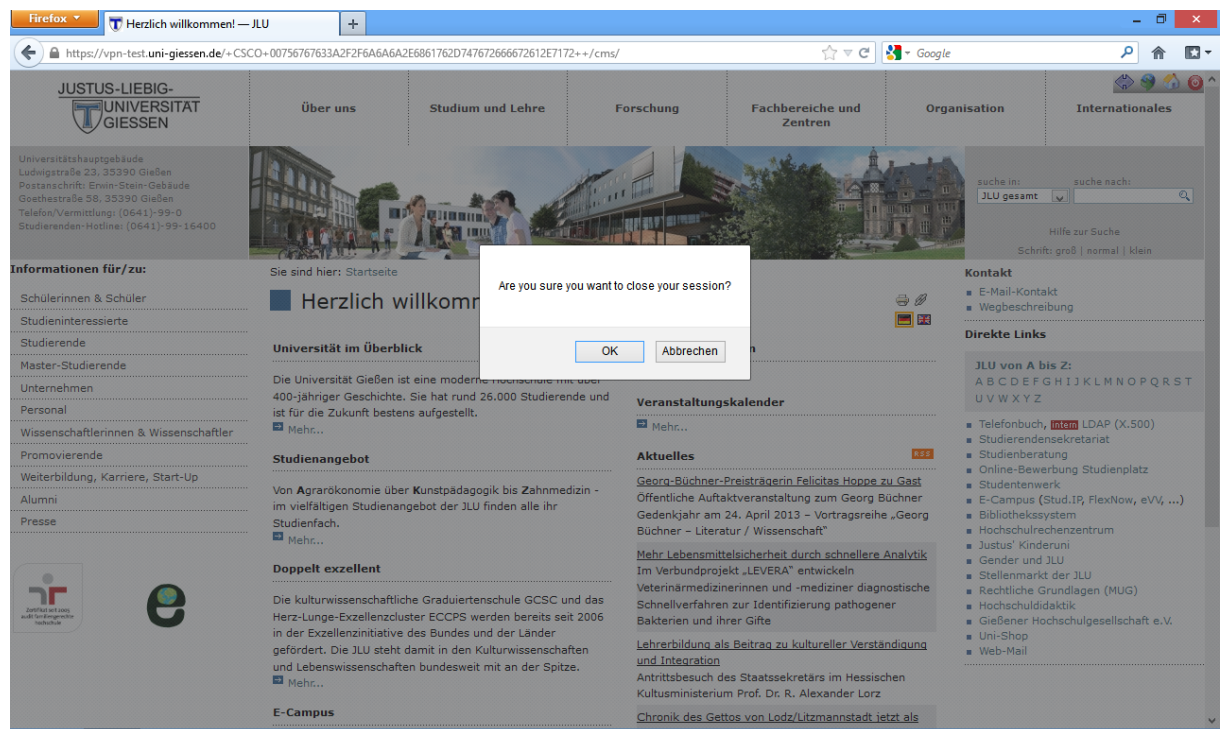 Firefox
Herzlich willkommen! — JLU
https://vpn-test.uni-giessen.de/+CSCO+00756767633A2F2F6A6A6A2E6861762D747672666672612E7172++/cms/
Google
JUSTUS-LIEBIG-
UNIVERSITÄT
GIESSEN
Über uns
Studium und Lehre
Forschung
Fachbereiche und
Zentren
Organisation
Internationales
Universitätshauptgebäude
Ludwigstraße 23, 35390 Gießen
Postanschrift: Erwin-Stein-Gebäude
Goethestraße 58, 35390 Gießen
Telefon/Vermittlung: (0641)-99-0
Studierenden-Hotline: (0641)-99-16400
suche in:
suche nach:
JLU gesamt
Hilfe zur Suche
Schrift: groß | normal | klein
Informationen für/zu:
Schülerinnen & Schüler
Studieninteressierte
Studierende
Master-Studierende
Unternehmen
Personal
Wissenschaftlerinnen & Wissenschaftler
Promovierende
Weiterbildung, Karriere, Start-Up
Alumni
Presse
Sie sind hier: Startseite
Herzlich willkomm
Are you sure you want to close your session?
OK
Abbrechen
Universität im Überblick
Die Universität Gießen ist eine moderne Hochschule mit über
400-jähriger Geschichte. Sie hat rund 26.000 Studierende und
ist für die Zukunft bestens aufgestellt.
Mehr...
Studienangebot
Von Agrarökonomie über Kunstpädagogik bis Zahnmedizin -
im vielfältigen Studienangebot der JLU finden alle ihr
Studienfach.
Mehr...
Doppelt exzellent
Die kulturwissenschaftliche Graduiertenschule GCSC und das
Herz-Lunge-Exzellenzcluster ECCPS werden bereits seit 2006
in der Exzellenzinitiative des Bundes und der Länder
gefördert. Die JLU steht damit in den Kulturwissenschaften
und Lebenswissenschaften bundesweit mit an der Spitze.
Mehr...
E-Campus
n
Veranstaltungskalender
Mehr...
Aktuelles
RSS
Georg-Büchner-Preisträgerin Felicitas Hoppe zu Gast
Öffentliche Auftaktveranstaltung zum Georg Büchner
Gedenkjahr am 24. April 2013 – Vortragsreihe „Georg
Büchner – Literatur / Wissenschaft"
Mehr Lebensmittelsicherheit durch schnellere Analytik
Im Verbundprojekt „LEVERA" entwickeln
Veterinärmedizinerinnen und -mediziner diagnostische
Schnellverfahren zur Identifizierung pathogener
Bakterien und ihrer Gifte
Lehrerbildung als Beitrag zu kultureller Verständigung
und Integration
Antrittsbesuch des Staatssekretärs im Hessischen
Kultusministerium Prof. Dr. R. Alexander Lorz
Chronik des Gettos von Lodz/Litzmannstadt jetzt als
Kontakt
E-Mail-Kontakt
Wegbeschreibung
Direkte Links
JLU von A bis Z:
A B C D E F G H I J K L M N O P Q R S T
U V W X Y Z
Telefonbuch, intern LDAP (X.500)
Studierendensekretariat
Studienberatung
Online-Bewerbung Studienplatz
Studentenwerk
E-Campus (Stud.IP, FlexNow, eVV, ...)
Bibliothekssystem
Hochschulrechenzentrum
Justus' Kinderuni
Gender und JLU
Stellenmarkt der JLU
Rechtliche Grundlagen (MUG)
Hochschuldidaktik
Gießener Hochschulgesellschaft e.V.
Uni-Shop
Web-Mail